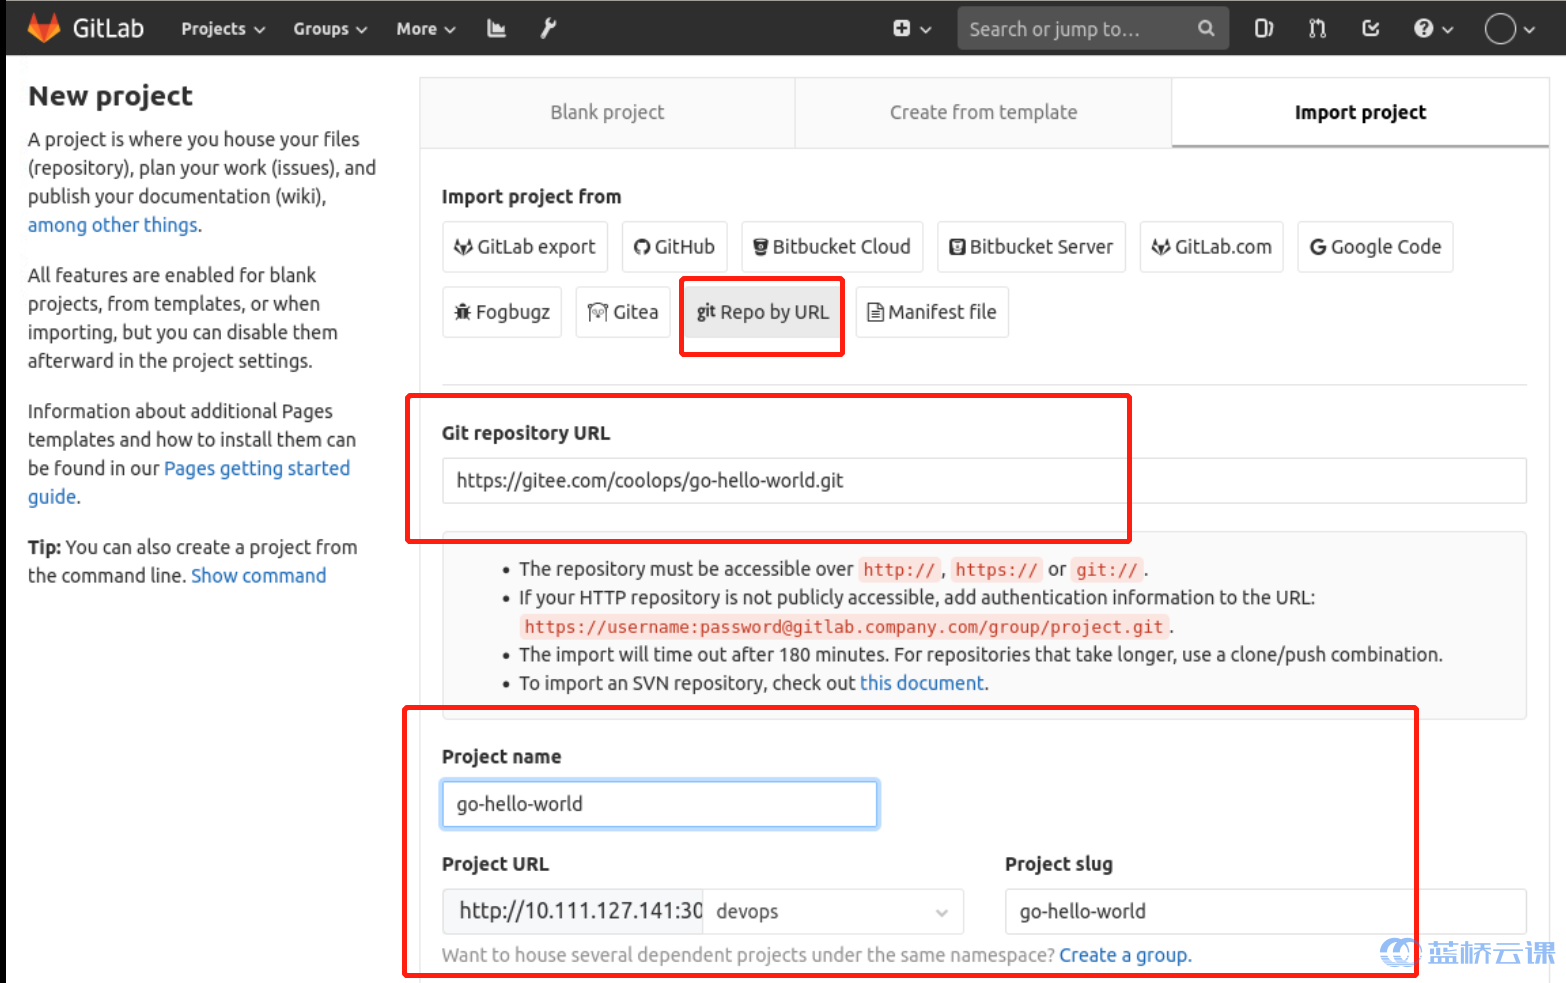 GitLab Projects Groups More Search or jump to...
New project
A project is where you house your files
(repository), plan your work (issues), and
publish your documentation (wiki),
among other things.
All features are enabled for blank
projects, from templates, or when
importing, but you can disable them
afterward in the project settings.
Information about additional Pages
templates and how to install them can
be found in our Pages getting started
guide.
Tip: You can also create a project from
the command line. Show command
Blank project Create from template Import project
Import project from
GitLab export GitHub Bitbucket Cloud Bitbucket Server GitLab.com Google Code
Fogbugz Gitea git Repo by URL Manifest file
Git repository URL
https://gitee.com/coolops/go-hello-world.git
• The repository must be accessible over http://, https:// or git://.
• If your HTTP repository is not publicly accessible, add authentication information to the URL:
https://username:password@gitlab.company.com/group/project.git.
• The import will time out after 180 minutes. For repositories that take longer, use a clone/push combination.
• To import an SVN repository, check out this document.
Project name
go-hello-world
Project URL Project slug
http://10.111.127.141:30 devops go-hello-world
Want to house several dependent projects under the same namespace? Create a group.
蓝桥云课